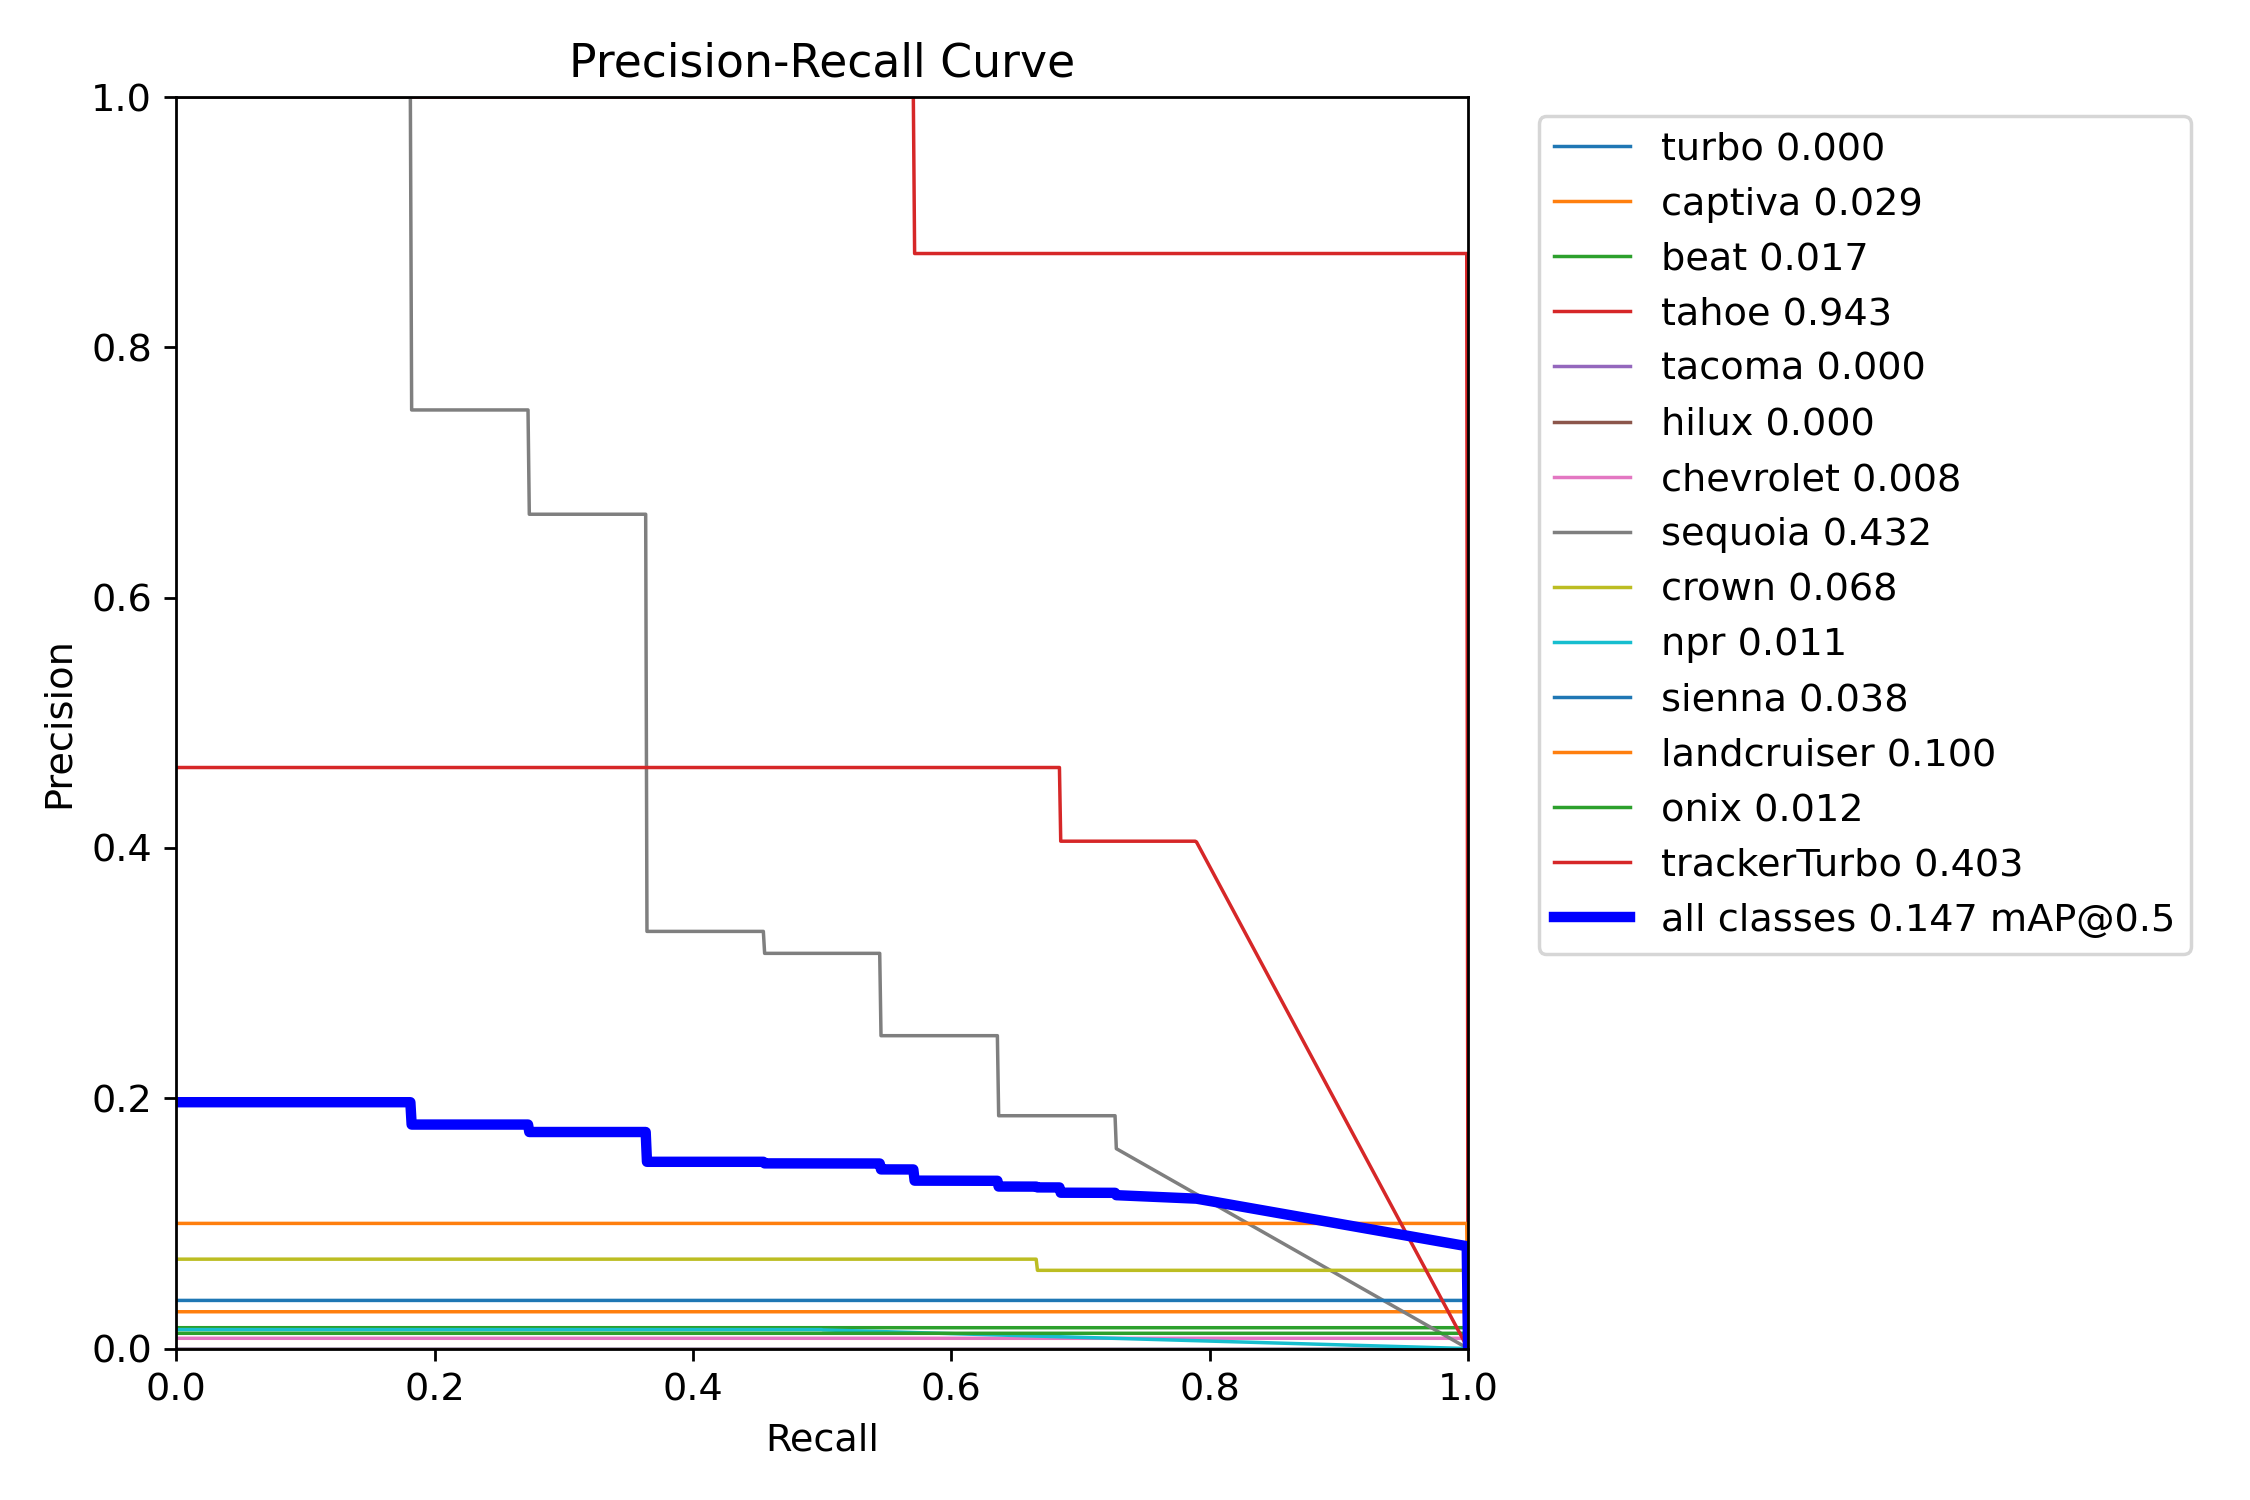 Precision-Recall Curve
1.0
0.8
0.6
0.4
0.2
0.0
Precision
0.0 0.2 0.4 0.6 0.8 1.0
Recall
turbo 0.000
captiva 0.029
beat 0.017
tahoe 0.943
tacoma 0.000
hilux 0.000
chevrolet 0.008
sequoia 0.432
crown 0.068
npr 0.011
sienna 0.038
landcruiser 0.100
onix 0.012
trackerTurbo 0.403
all classes 0.147 mAP@0.5